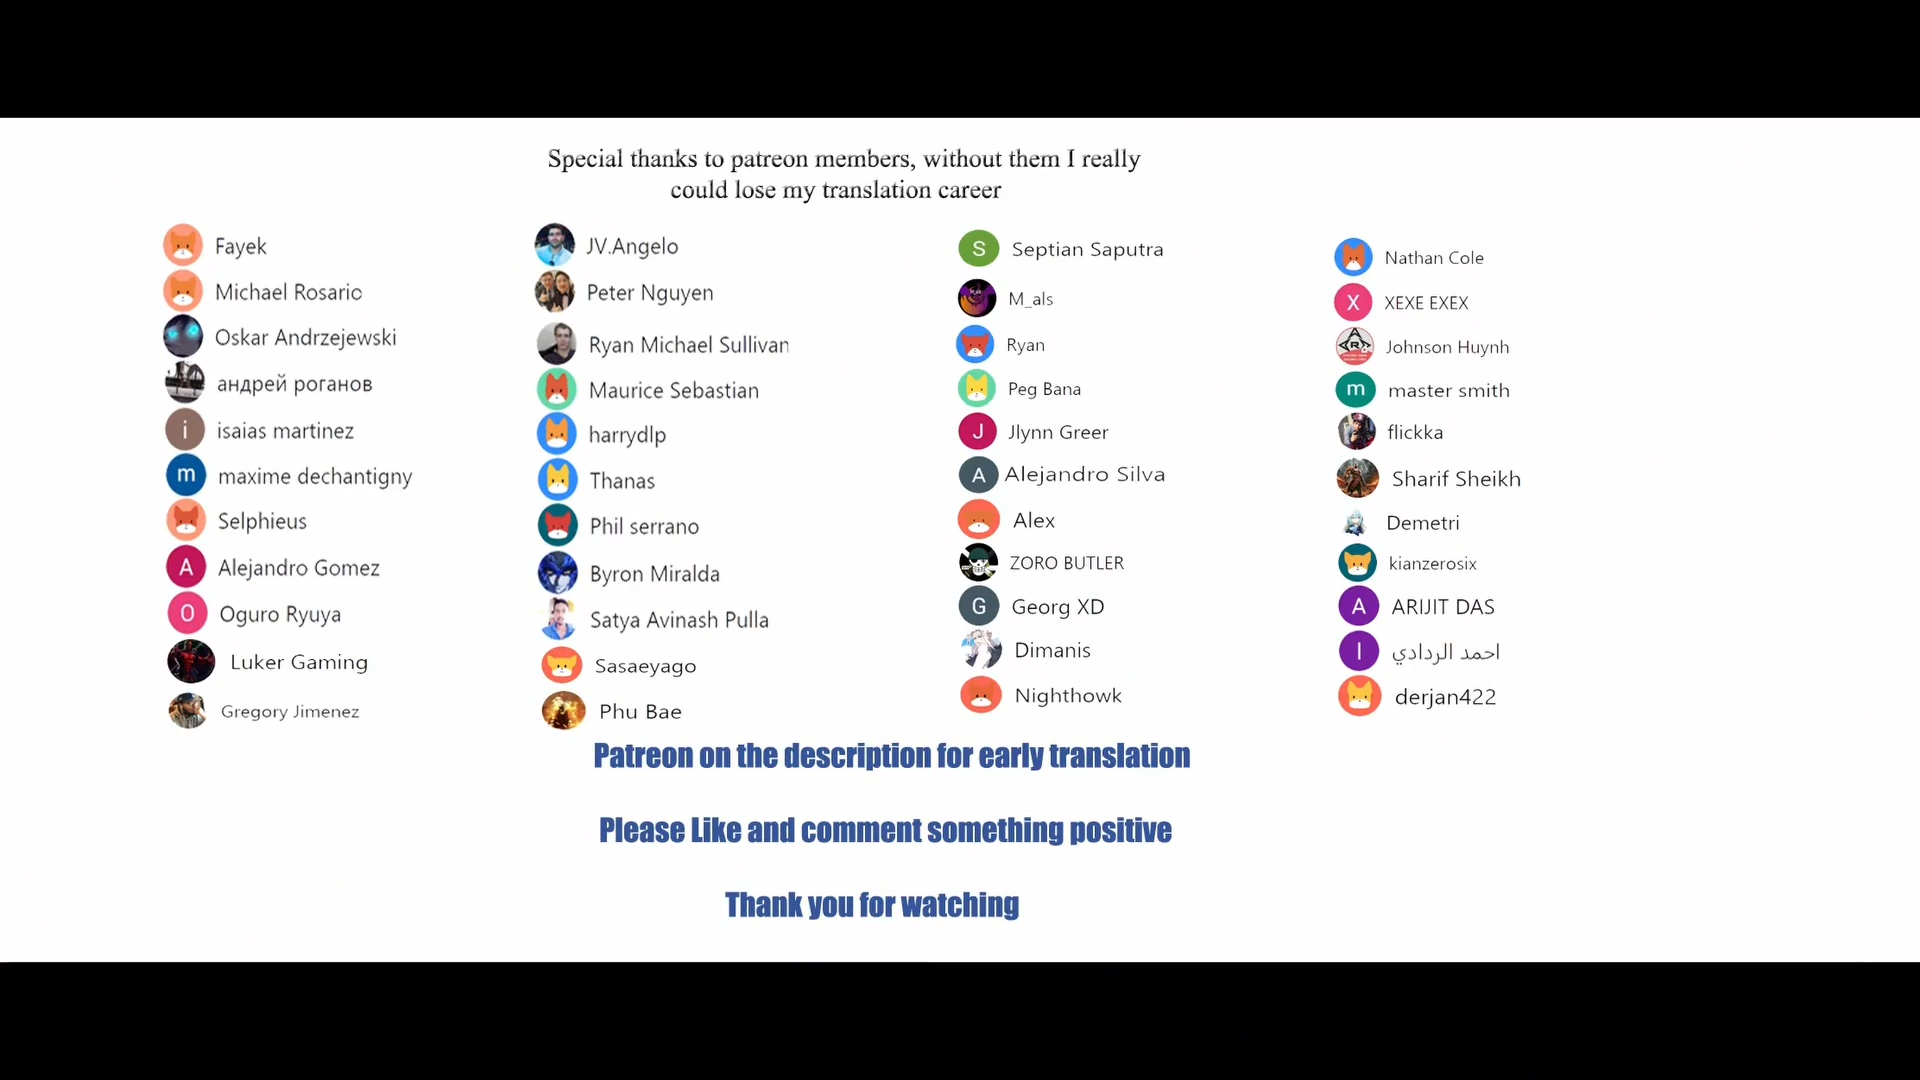 Special thanks to patreon members, without them I really
could lose my translation career
Fayek
Michael Rosario
Oskar Andrzejewski
андрей роганов
i isaias martinez
m maxime dechantigny
Selphieus
A Alejandro Gomez
O Oguro Ryuya
Luker Gaming
Gregory Jimenez
JV.Angelo
Peter Nguyen
Ryan Michael Sullivan
Maurice Sebastian
harrydlp
Thanas
Phil serrano
Byron Miralda
Satya Avinash Pulla
Sasaeyago
Phu Bae
S Septian Saputra
M_als
Ryan
Peg Bana
J Jlynn Greer
A Alejandro Silva
Alex
ZORO BUTLER
G Georg XD
Dimanis
Nighthowk
Nathan Cole
X XEXE EXEX
Johnson Huynh
m master smith
flickka
Sharif Sheikh
Demetri
kianzerosix
A ARIJIT DAS
I احمد الردادي
derjan422
Patreon on the description for early translation
Please Like and comment something positive
Thank you for watching